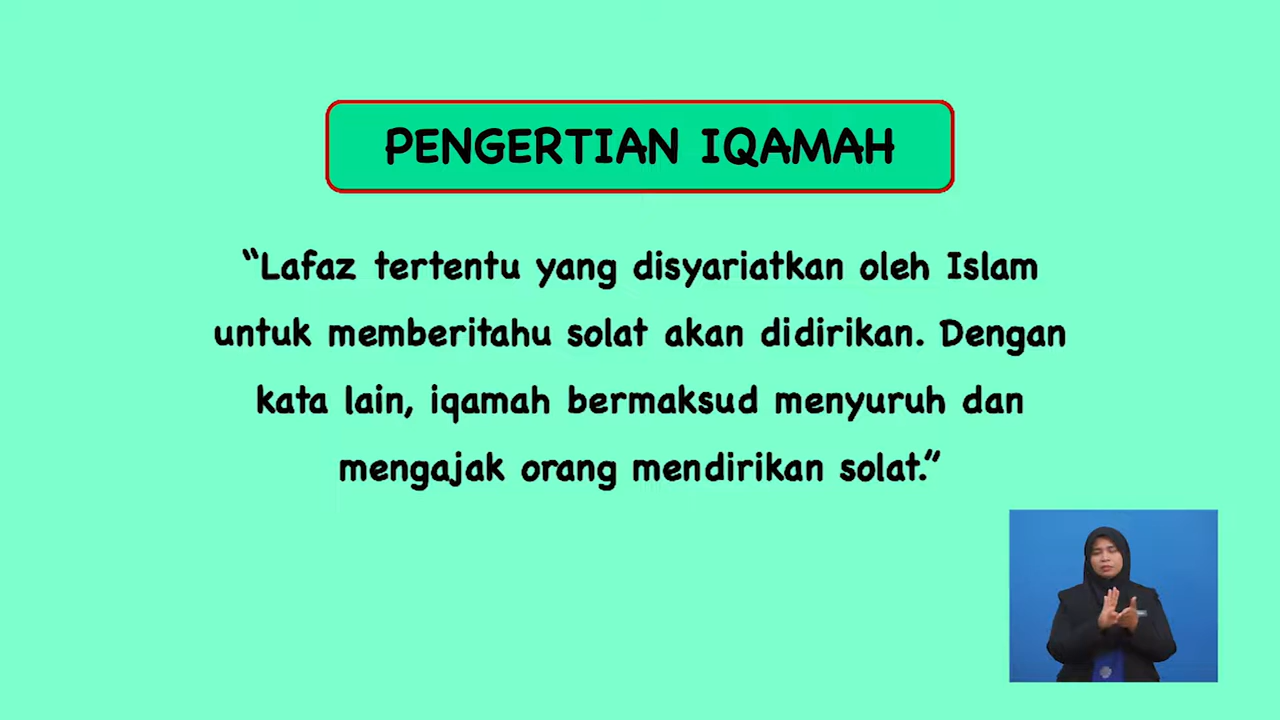 PENGERTIAN IQAMAH
“Lafaz tertentu yang disyariatkan oleh Islam
untuk memberitahu solat akan didirikan. Dengan
kata lain, iqamah bermaksud menyuruh dan
mengajak orang mendirikan solat.”